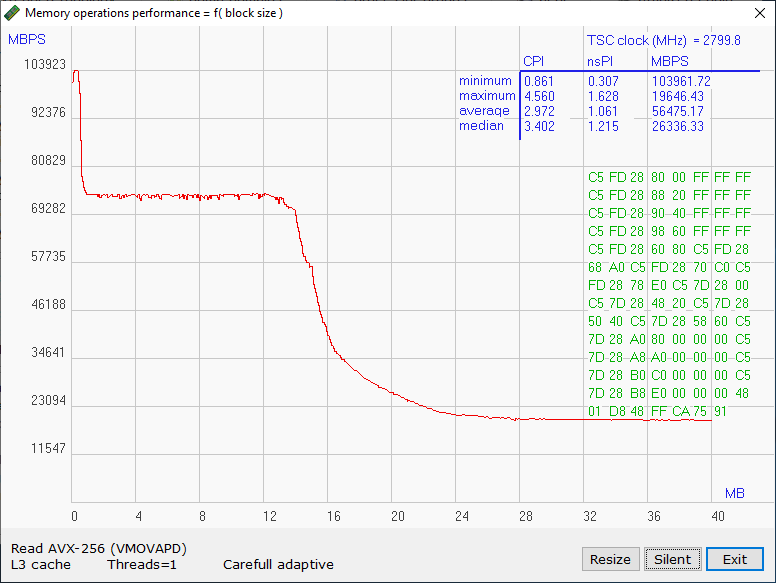 Memory operations performance = f( block size )
MBPS
TSC clock (MHz) = 2799.8
CPI nsPI MBPS
minimum 0.861 0.307 103961.72
maximum 4.560 1.628 19646.43
average 2.972 1.061 56475.17
median 3.402 1.215 26336.33
103923
92376
80829
69282
57735
46188
34641
23094
11547
C5 FD 28 80 00 FF FF FF
C5 FD 28 88 20 FF FF FF
C5 FD 28 90 40 FF FF FF
C5 FD 28 98 60 FF FF FF
C5 FD 28 60 80 C5 FD 28
68 A0 C5 FD 28 70 C0 C5
FD 28 78 E0 C5 7D 28 00
C5 7D 28 48 20 C5 7D 28
50 40 C5 7D 28 58 60 C5
7D 28 A0 80 00 00 00 C5
7D 28 A8 A0 00 00 00 C5
7D 28 B0 C0 00 00 00 C5
7D 28 B8 E0 00 00 00 48
01 D8 48 FF CA 75 91
MB
0 4 8 12 16 20 24 28 32 36 40
Read AVX-256 (VMOVAPD)
L3 cache Threads=1 Carefull adaptive
Resize Silent Exit